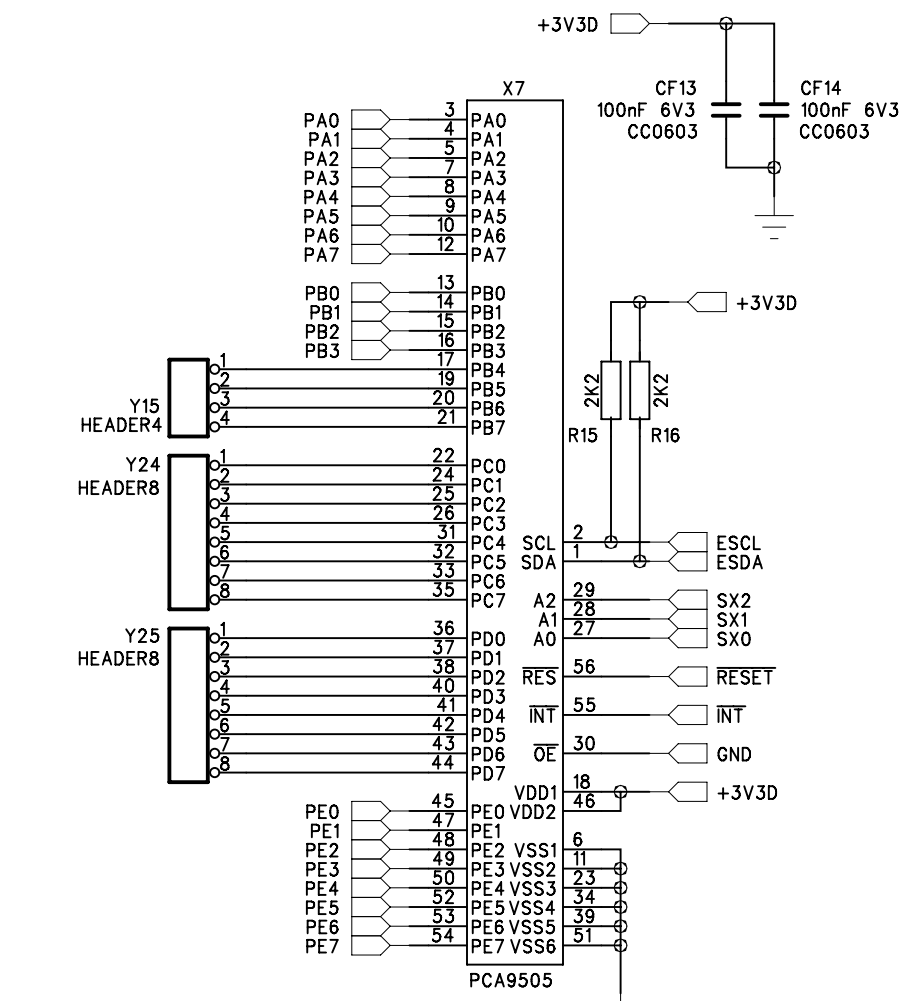 +3V3D
CF13
100nF 6V3
CC0603
CF14
100nF 6V3
CC0603
X7
PA0 3 PA0
PA1 4 PA1
PA2 5 PA2
PA3 7 PA3
PA4 8 PA4
PA5 9 PA5
PA6 10 PA6
PA7 12 PA7
PB0 13 PB0
PB1 14 PB1
PB2 15 PB2
PB3 16 PB3
+3V3D
Y15
HEADER4
1 17 PB4
2 19 PB5
3 20 PB6
4 21 PB7
2K2
2K2
R15
R16
Y24
HEADER8
1 22 PC0
2 24 PC1
3 25 PC2
4 26 PC3
5 31 PC4 SCL 2 ESCL
6 32 PC5 SDA 1 ESDA
7 33 PC6
8 35 PC7
A2 29 SX2
A1 28 SX1
A0 27 SX0
Y25
HEADER8
1 36 PD0
2 37 PD1
3 38 PD2 RES 56 RESET
4 40 PD3
5 41 PD4 INT 55 INT
6 42 PD5
7 43 PD6 OE 30 GND
8 44 PD7
VDD1 18 +3V3D
PE0 45 PE0 VDD2 46
PE1 47 PE1
PE2 48 PE2 VSS1 6
PE3 49 PE3 VSS2 11
PE4 50 PE4 VSS3 23
PE5 52 PE5 VSS4 34
PE6 53 PE6 VSS5 39
PE7 54 PE7 VSS6 51
PCA9505